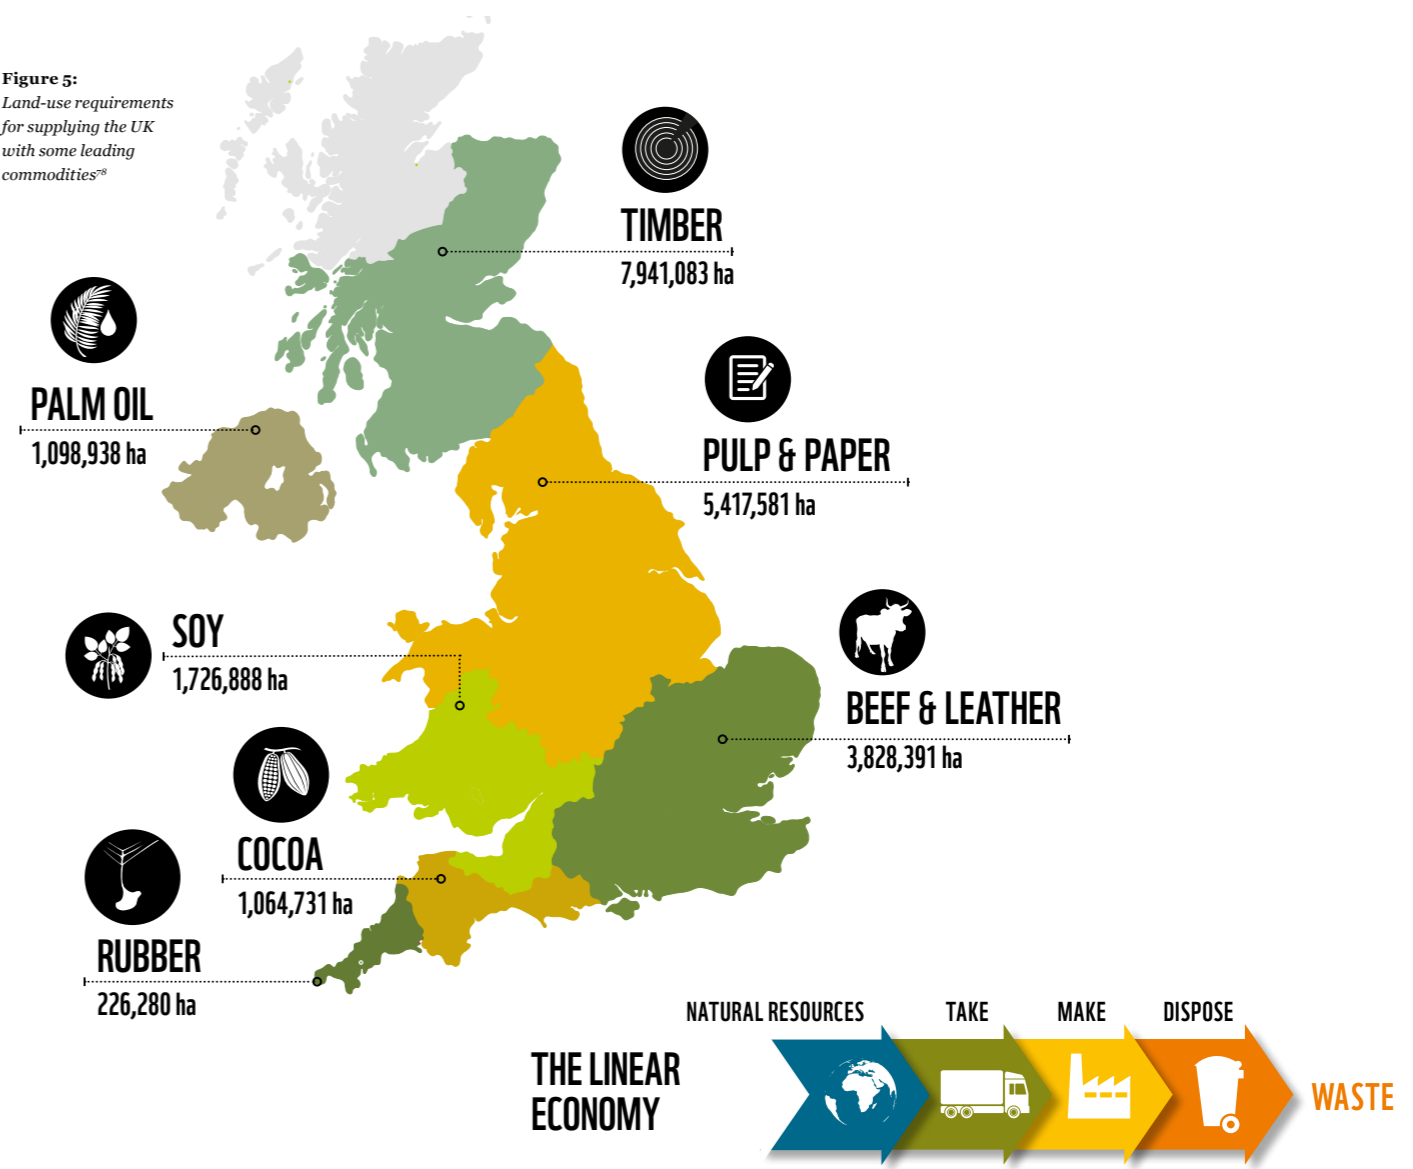 Figure 5:
Land-use requirements
for supplying the UK
with some leading
commodities⁷⁸
TIMBER
7,941,083 ha
PALM OIL
1,098,938 ha
PULP & PAPER
5,417,581 ha
SOY
1,726,888 ha
BEEF & LEATHER
3,828,391 ha
COCOA
1,064,731 ha
RUBBER
226,280 ha
THE LINEAR
ECONOMY
NATURAL RESOURCES
TAKE
MAKE
DISPOSE
WASTE